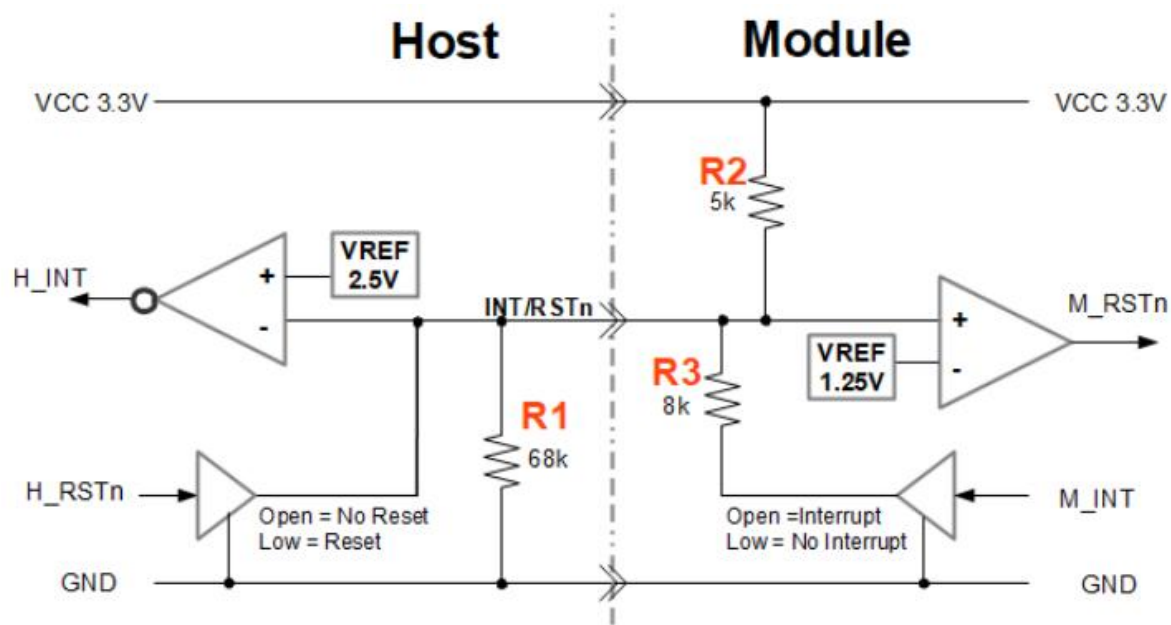 Host
Module
VCC 3.3V
VCC 3.3V
R2
5k
H_INT
+
-
VREF
2.5V
INT/RSTn
+
-
M_RSTn
VREF
1.25V
R3
8k
R1
68k
H_RSTn
Open = No Reset
Low = Reset
Open =Interrupt
Low = No Interrupt
M_INT
GND
GND